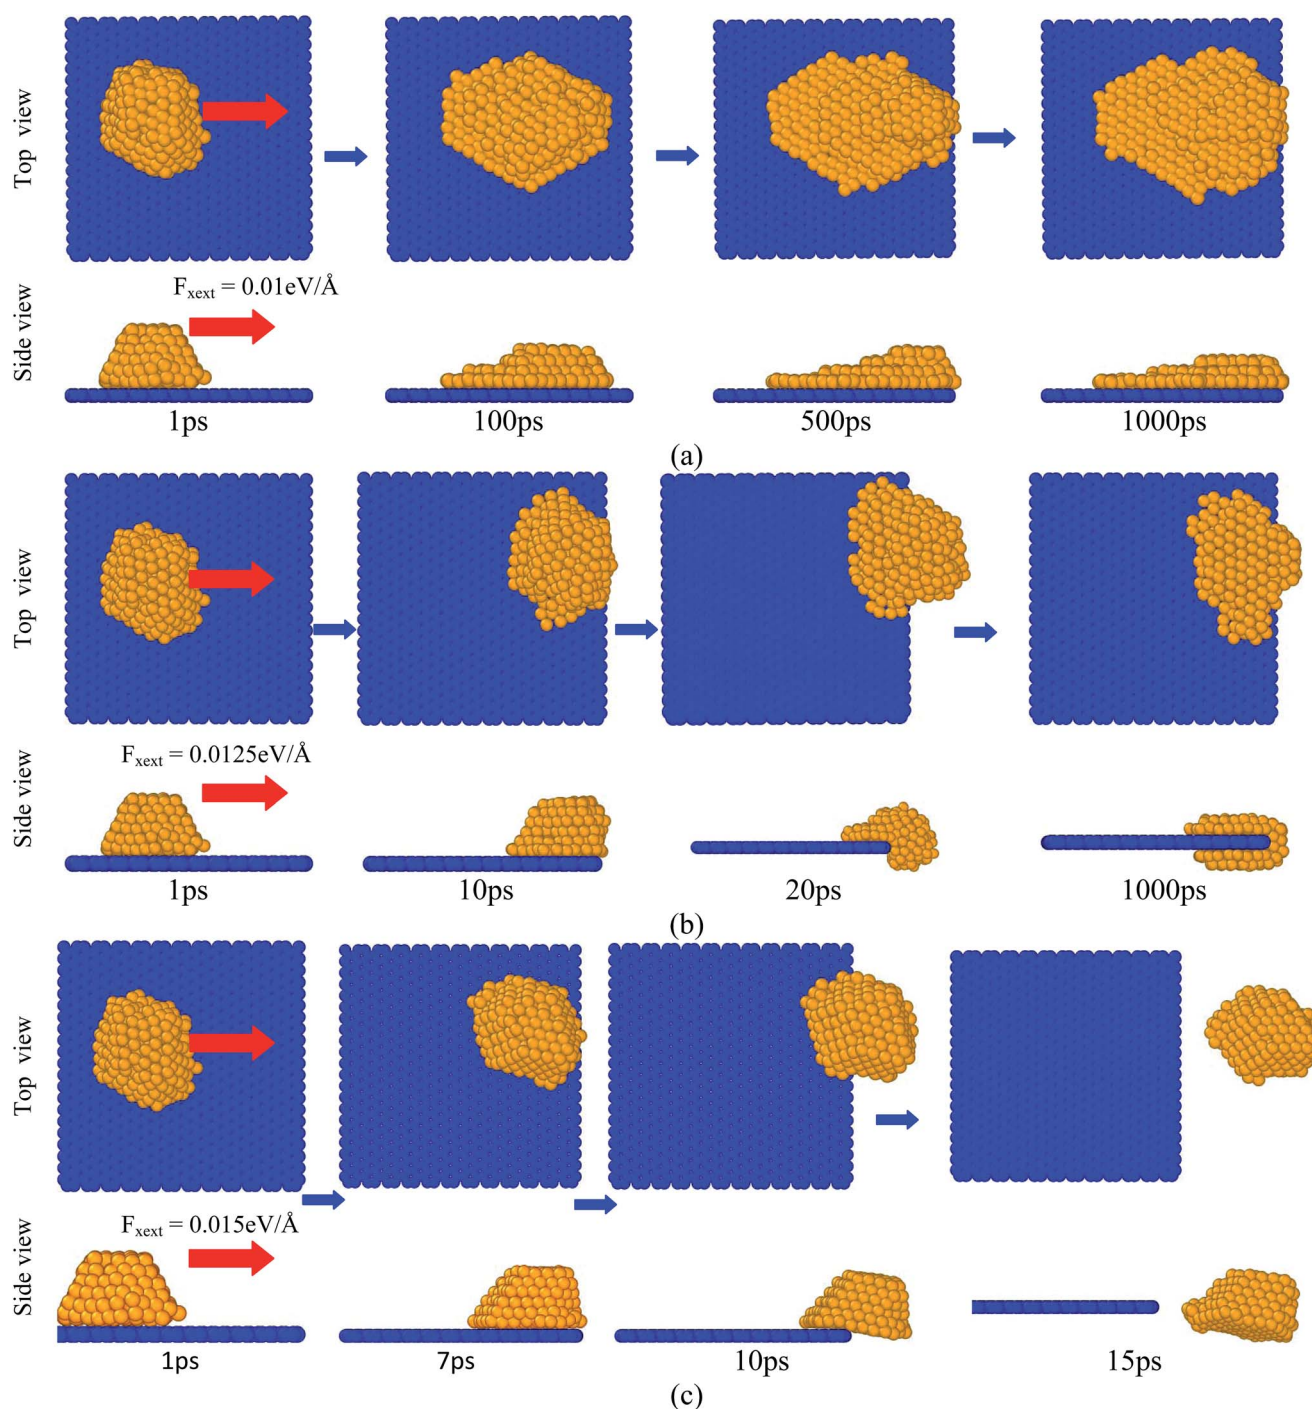 Top view
Side view
F_xext = 0.01eV/Å
1ps
100ps
500ps
1000ps
(a)
Top view
Side view
F_xext = 0.0125eV/Å
1ps
10ps
20ps
1000ps
(b)
Top view
Side view
F_xext = 0.015eV/Å
1ps
7ps
10ps
15ps
(c)